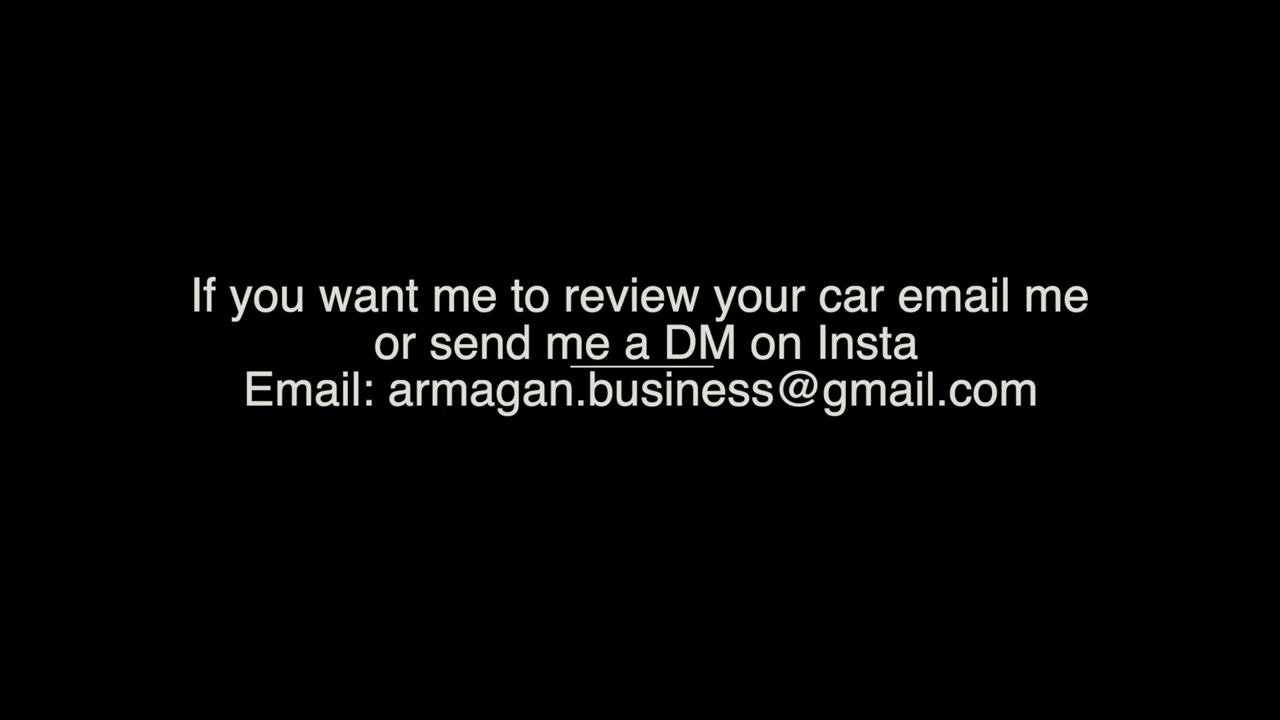 If you want me to review your car email me
or send me a DM on Insta
Email: armagan.business@gmail.com